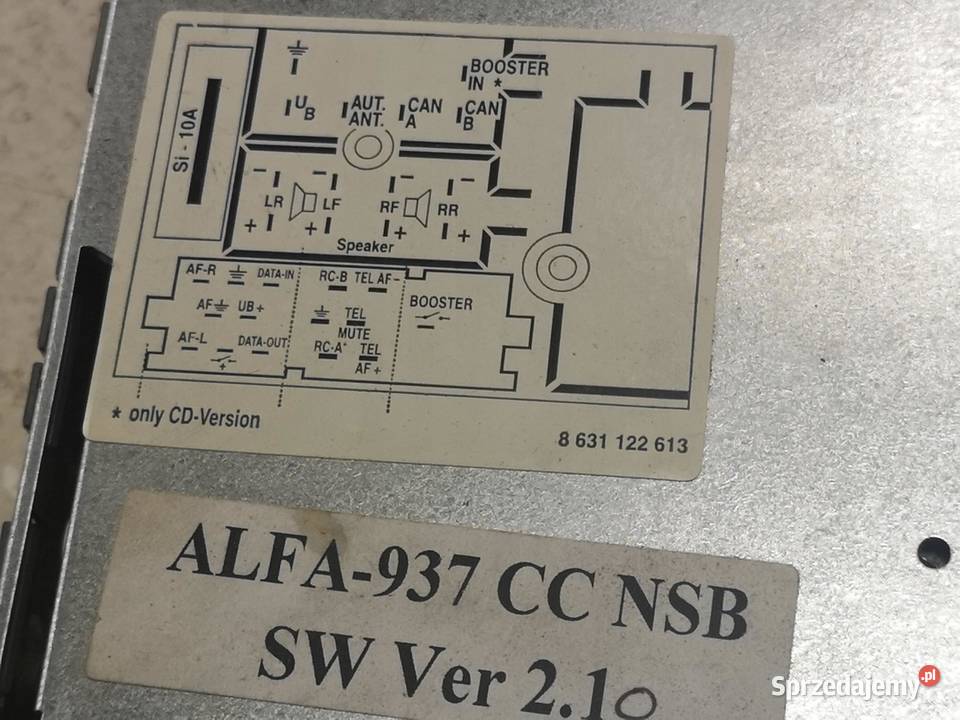 BOOSTER
IN *
UB
AUT.
ANT.
CAN
A
CAN
B
Si - 10A
− − − −
LR LF RF RR
+ + + +
Speaker
AF-R DATA-IN RC-B TEL AF−
BOOSTER
AF UB+ TEL
MUTE
AF-L DATA-OUT RC-A* TEL
AF+
+
* only CD-Version
8 631 122 613
ALFA-937 CC NSB
SW Ver 2.10
Sprzedajemy.pl